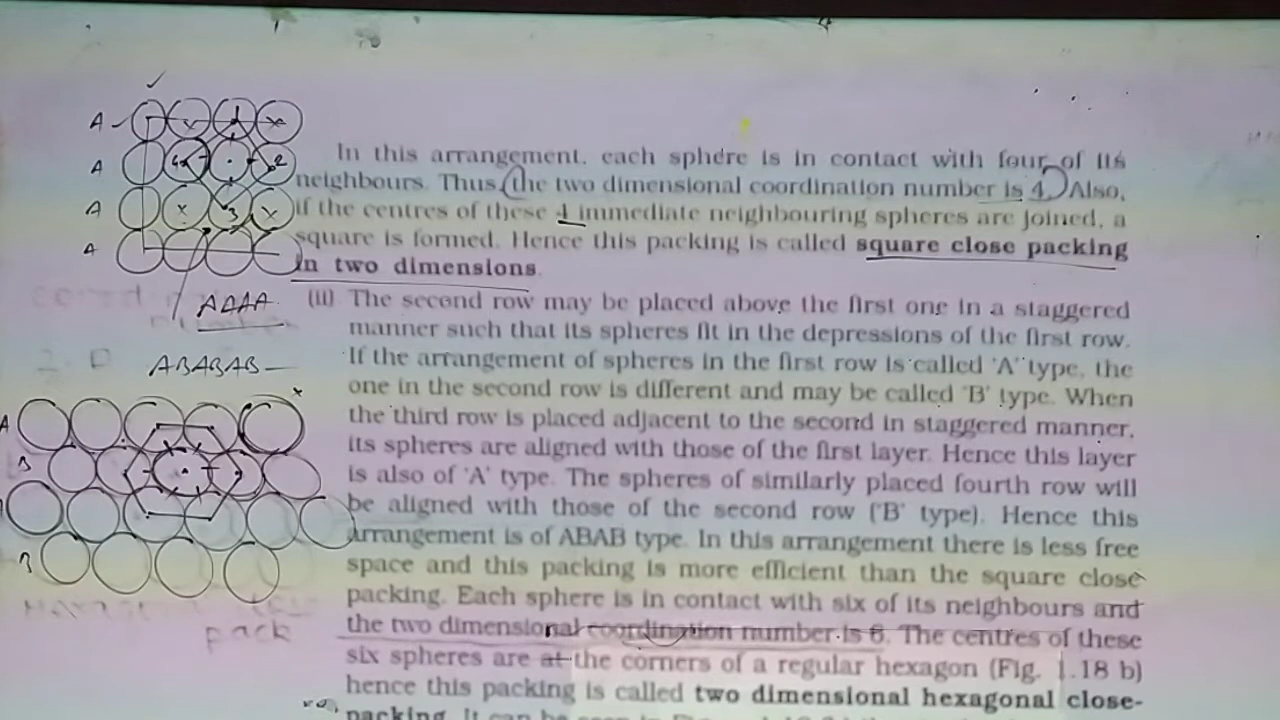 A
A
A
A
4
2
3
AAAA
ABABAB
A
B
B
pack
In this arrangement, each sphere is in contact with four of its
neighbours. Thus, the two dimensional coordination number is 4. Also,
if the centres of these 4 immediate neighbouring spheres are joined, a
square is formed. Hence this packing is called square close packing
in two dimensions.
(ii) The second row may be placed above the first one in a staggered
manner such that its spheres fit in the depressions of the first row.
If the arrangement of spheres in the first row is called 'A' type, the
one in the second row is different and may be called 'B' type. When
the third row is placed adjacent to the second in staggered manner,
its spheres are aligned with those of the first layer. Hence this layer
is also of 'A' type. The spheres of similarly placed fourth row will
be aligned with those of the second row ('B' type). Hence this
arrangement is of ABAB type. In this arrangement there is less free
space and this packing is more efficient than the square close
packing. Each sphere is in contact with six of its neighbours and
the two dimensional coordination number is 6. The centres of these
six spheres are at the corners of a regular hexagon (Fig. 1.18 b)
hence this packing is called two dimensional hexagonal close-
packing. It can be seen in